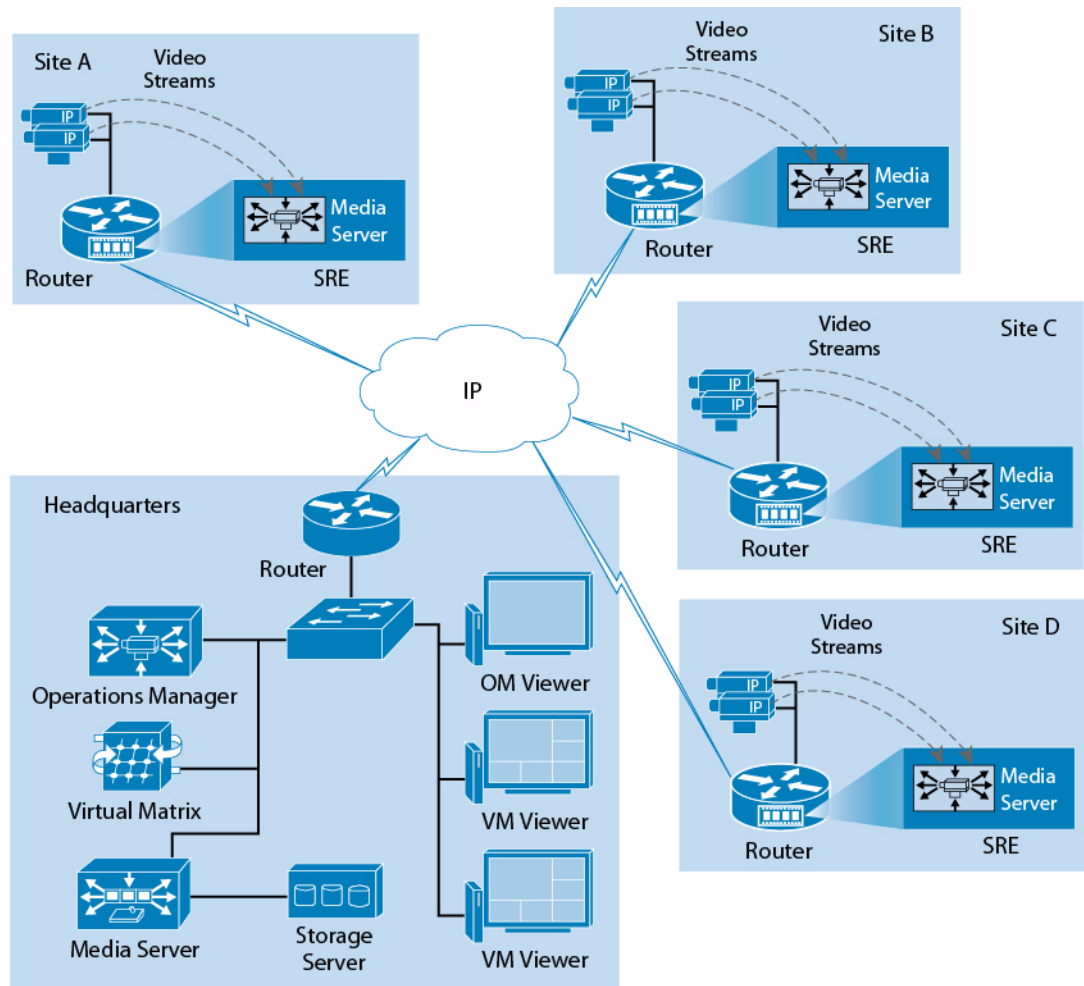 Site A
Video
Streams
IP
IP
Media
Server
Router
SRE
Site B
Video
Streams
IP
IP
Media
Server
Router
SRE
IP
Site C
Video
Streams
IP
IP
Media
Server
Router
SRE
Headquarters
Router
Operations Manager
OM Viewer
Virtual Matrix
VM Viewer
Media Server
Storage
Server
VM Viewer
Site D
Video
Streams
IP
IP
Media
Server
Router
SRE